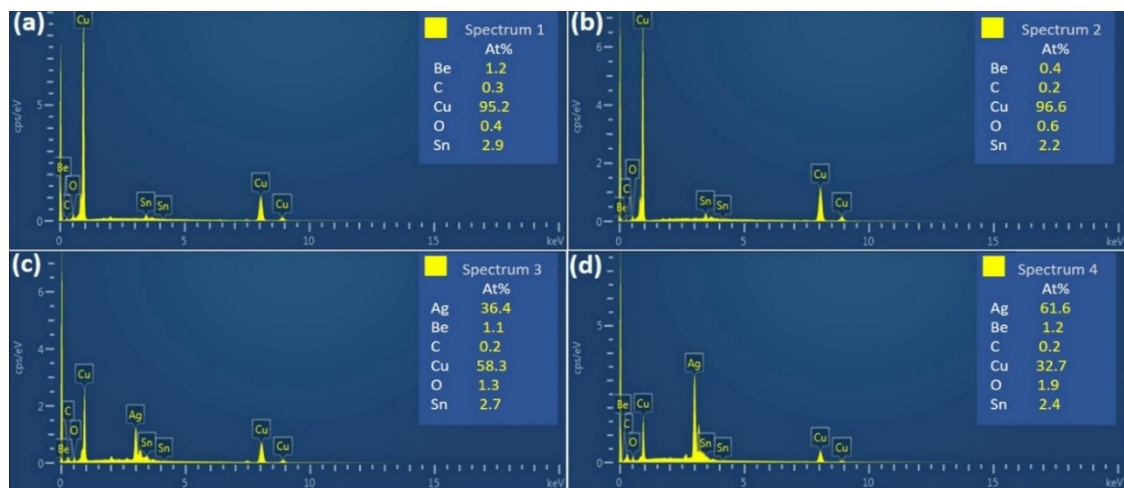 (a)
Spectrum 1
At%
Be 1.2
C 0.3
Cu 95.2
O 0.4
Sn 2.9
cps/eV
5
0
Cu
Be
O
C
Sn
Sn
Cu
Cu
0 5 10 15 keV
(b)
Spectrum 2
At%
Be 0.4
C 0.2
Cu 96.6
O 0.6
Sn 2.2
cps/eV
6
4
2
0
Cu
O
C
Be
Sn
Sn
Cu
Cu
0 5 10 15 keV
(c)
Spectrum 3
At%
Ag 36.4
Be 1.1
C 0.2
Cu 58.3
O 1.3
Sn 2.7
cps/eV
6
4
2
0
Cu
C
O
Be
Ag
Sn
Sn
Cu
Cu
0 5 10 15 keV
(d)
Spectrum 4
At%
Ag 61.6
Be 1.2
C 0.2
Cu 32.7
O 1.9
Sn 2.4
cps/eV
5
0
Ag
Be
Cu
C
O
Sn
Sn
Cu
Cu
0 5 10 15 keV